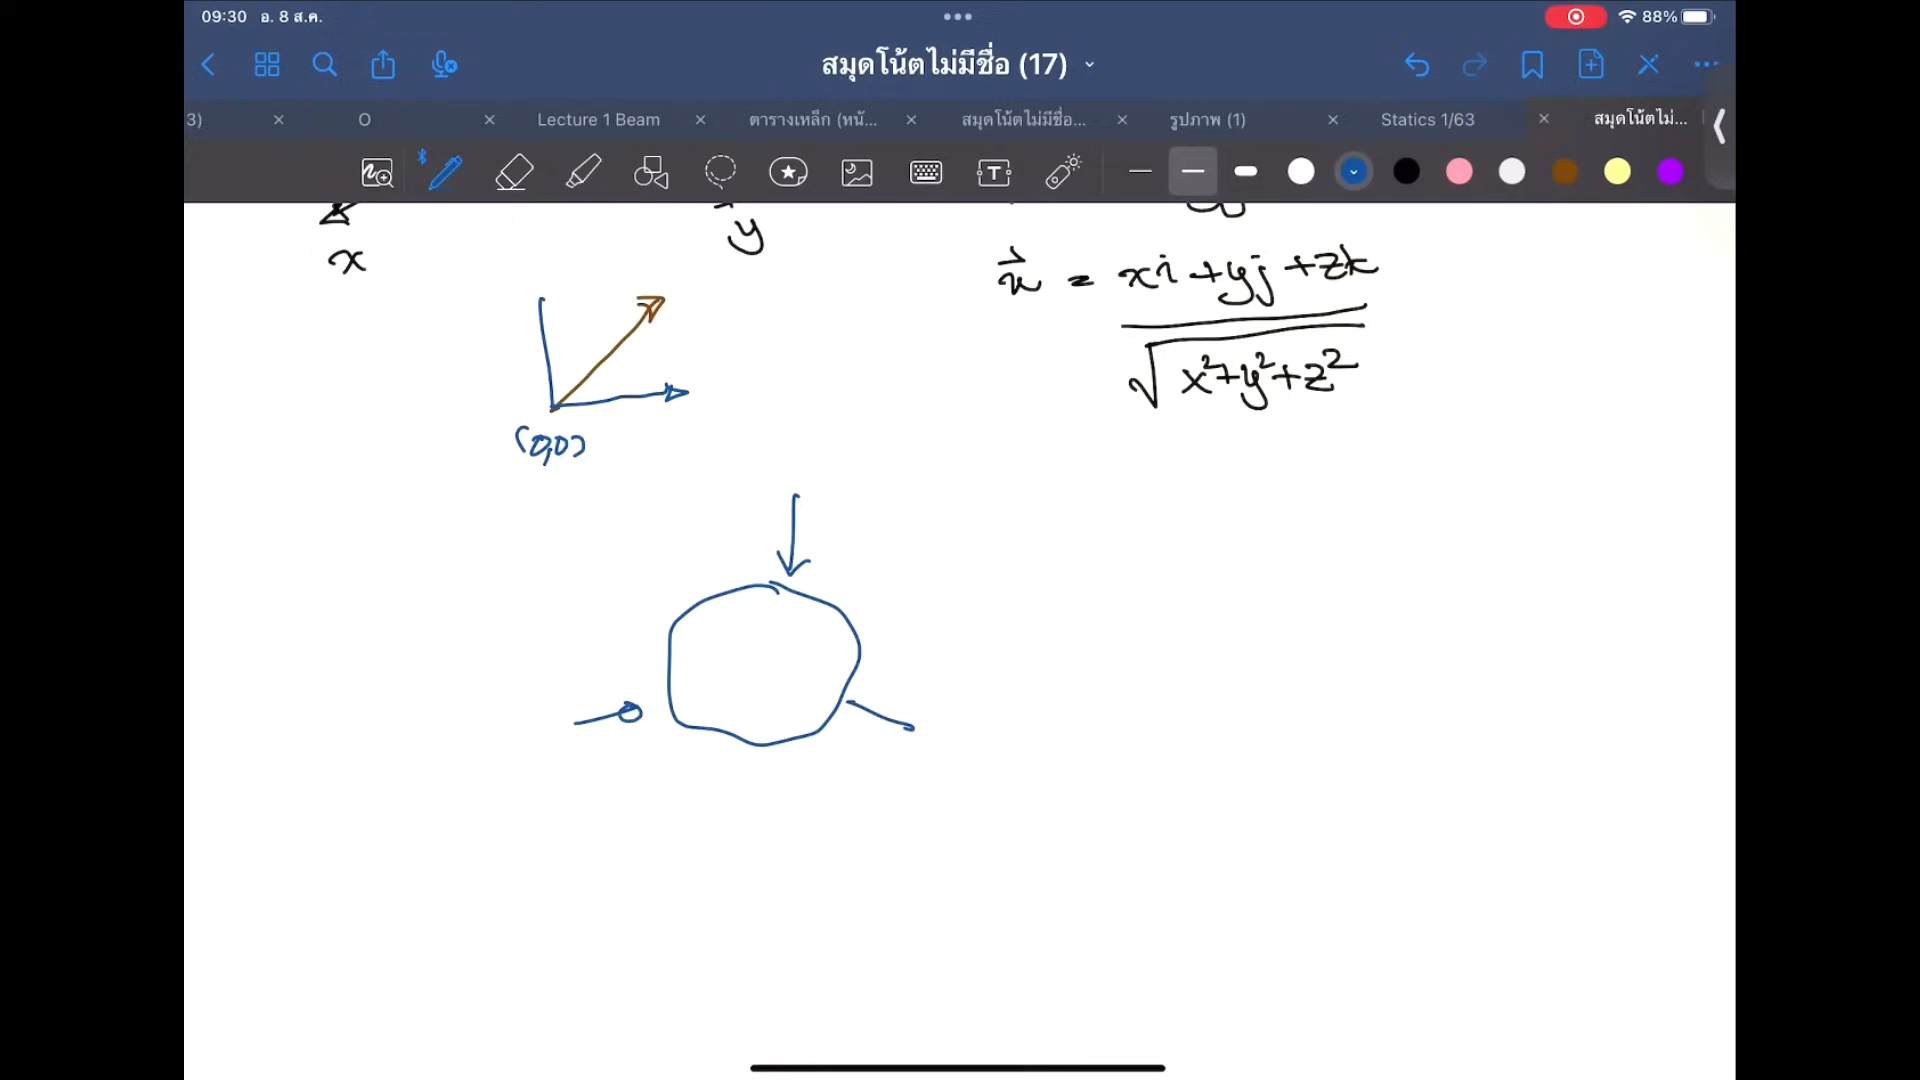 09:30 อ. 8 ส.ค.
88%
สมุดโน้ตไม่มีชื่อ (17)
3)
O
Lecture 1 Beam
ตารางเหล็ก (หนั...
สมุดโน้ตไม่มีชื่อ...
รูปภาพ (1)
Statics 1/63
สมุดโน้ตไม่...
T
x
y
u⃗ = xi + yj + zk
√x²+y²+z²
(0,0)